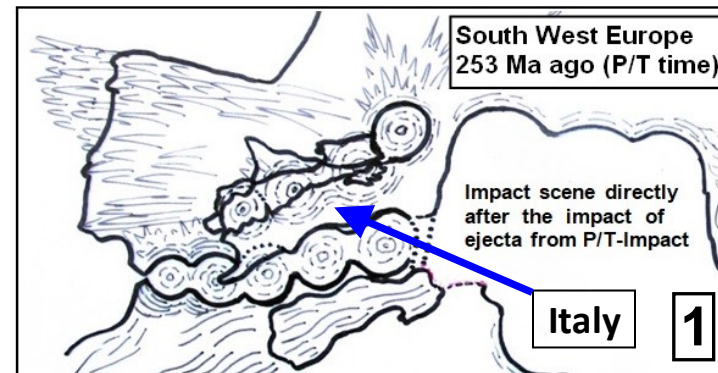 South West Europe
253 Ma ago (P/T time)
Impact scene directly
after the impact of
ejecta from P/T-Impact
Italy
1